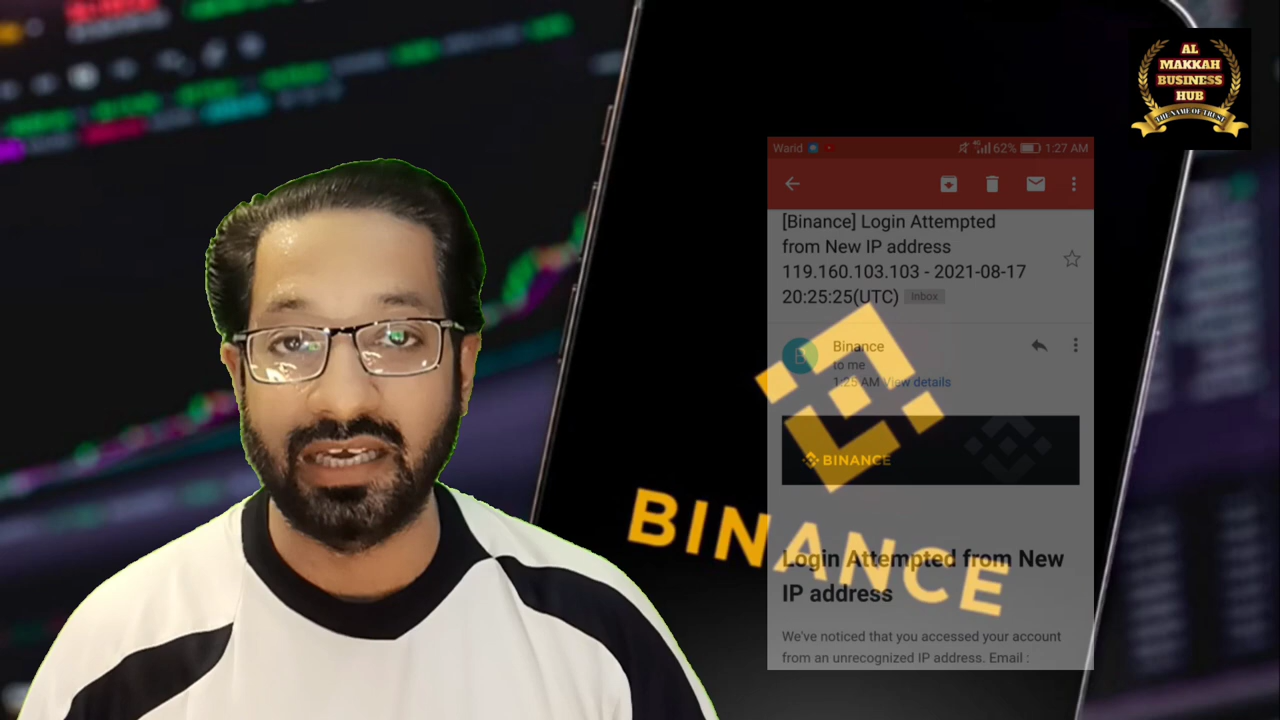 AL
MAKKAH
BUSINESS
HUB
THE NAME OF TRUST
Warid 62% 1:27 AM
[Binance] Login Attempted
from New IP address
119.160.103.103 - 2021-08-17
20:25:25(UTC) Inbox
B Binance
to me
1:25 AM View details
BINANCE
BINANCE
Login Attempted from New
IP address
We've noticed that you accessed your account
from an unrecognized IP address. Email :